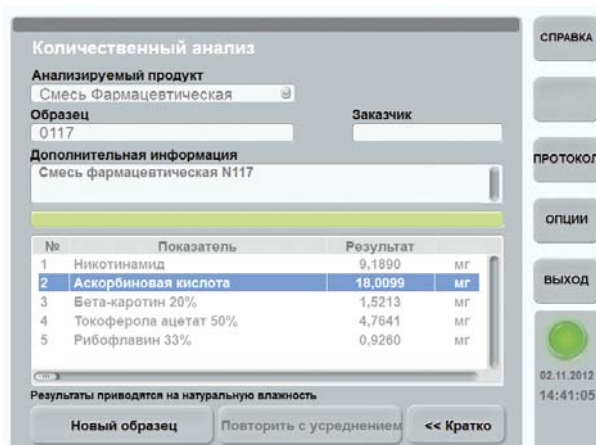 Количественный анализ
Анализируемый продукт
Смесь Фармацевтическая
Образец
Заказчик
0117
Дополнительная информация
Смесь фармацевтическая N117
№ Показатель Результат
1 Никотинамид 9,1890 мг
2 Аскорбиновая кислота 18,0099 мг
3 Бета-каротин 20% 1,5213 мг
4 Токоферола ацетат 50% 4,7641 мг
5 Рибофлавин 33% 0,9260 мг
Результаты приводятся на натуральную влажность
Новый образец
Повторить с усреднением
<< Кратко
СПРАВКА
ПРОТОКОЛ
ОПЦИИ
ВЫХОД
02.11.2012
14:41:05